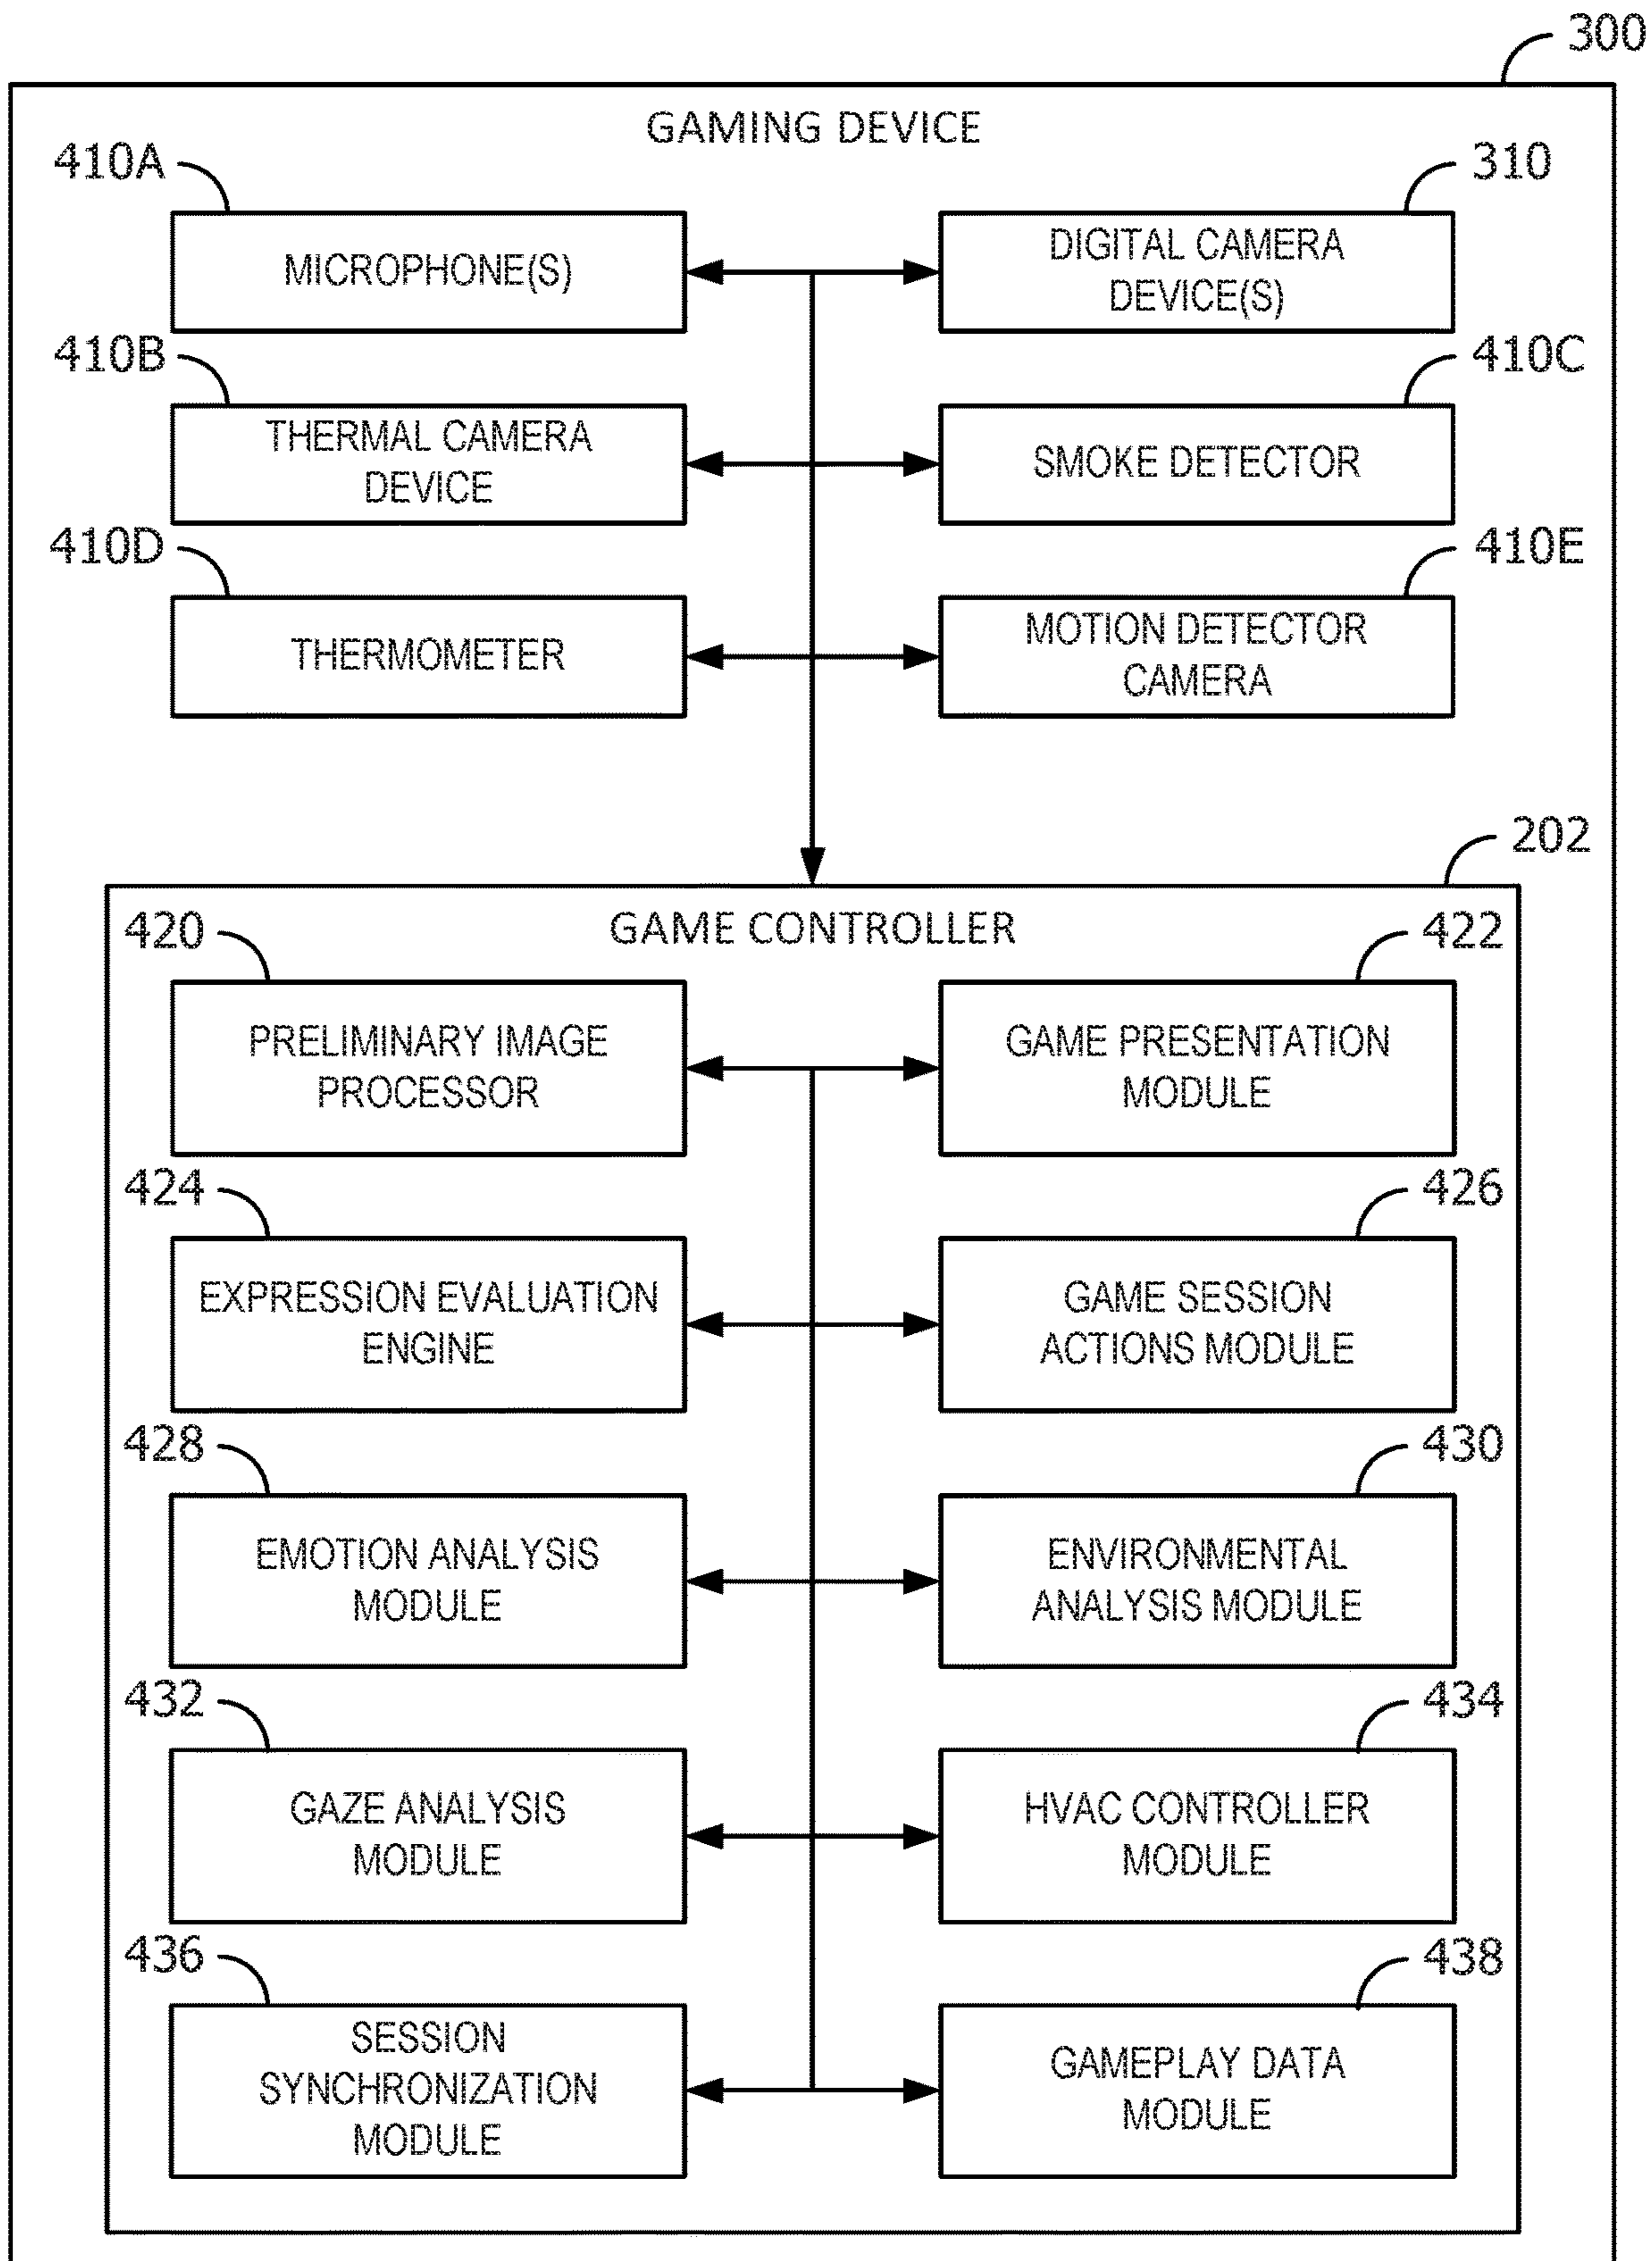 300
GAMING DEVICE
410A
310
MICROPHONE(S)
DIGITAL CAMERA
DEVICE(S)
410B
410C
THERMAL CAMERA
DEVICE
SMOKE DETECTOR
410D
410E
THERMOMETER
MOTION DETECTOR
CAMERA
202
GAME CONTROLLER
420
422
PRELIMINARY IMAGE
PROCESSOR
GAME PRESENTATION
MODULE
424
426
EXPRESSION EVALUATION
ENGINE
GAME SESSION
ACTIONS MODULE
428
430
EMOTION ANALYSIS
MODULE
ENVIRONMENTAL
ANALYSIS MODULE
432
434
GAZE ANALYSIS
MODULE
HVAC CONTROLLER
MODULE
436
438
SESSION
SYNCHRONIZATION
MODULE
GAMEPLAY DATA
MODULE